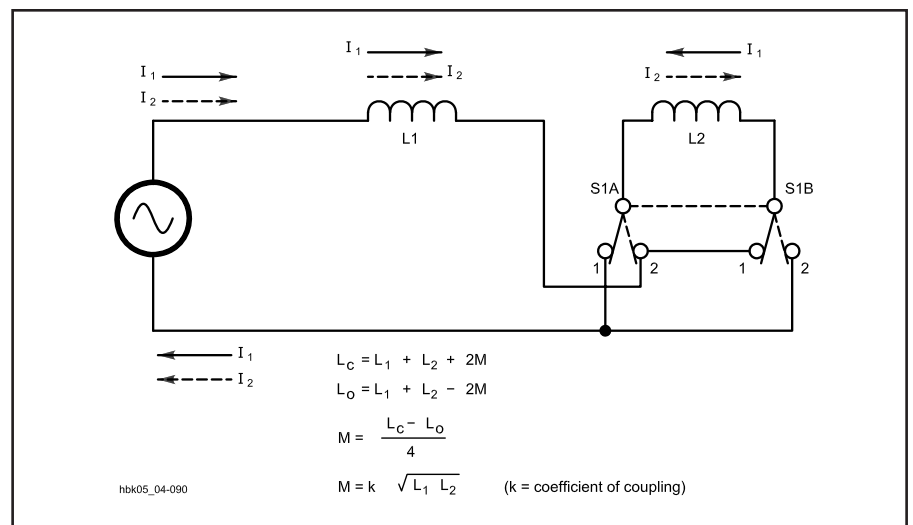 I1 I1
I1 I2 I2
I2
L1 L2
S1A S1B
1 2 1 2
I1
I2
Lc = L1 + L2 + 2M
Lo = L1 + L2 − 2M
M = Lc − Lo / 4
M = k √L1 L2 (k = coefficient of coupling)
hbk05_04-090